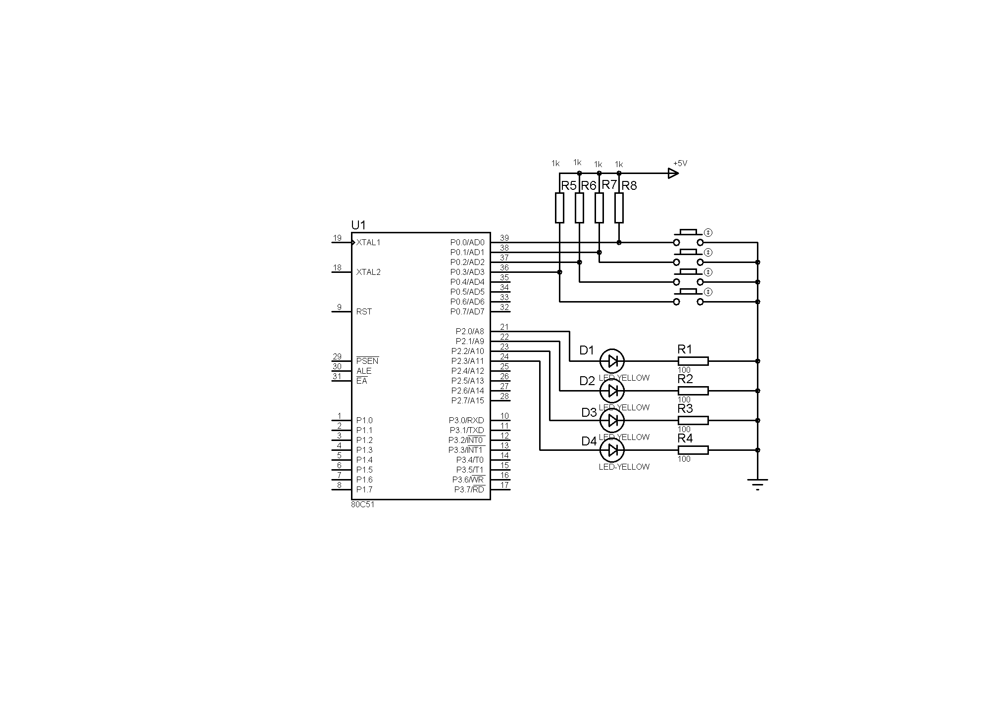 1k 1k 1k 1k +5V
R5 R6 R7 R8
U1
19 XTAL1 P0.0/AD0 39
P0.1/AD1 38
P0.2/AD2 37
18 XTAL2 P0.3/AD3 36
P0.4/AD4 35
P0.5/AD5 34
P0.6/AD6 33
9 RST P0.7/AD7 32
P2.0/A8 21
P2.1/A9 22
P2.2/A10 23
29 PSEN P2.3/A11 24
30 ALE P2.4/A12 25
31 EA P2.5/A13 26
P2.6/A14 27
P2.7/A15 28
1 P1.0 P3.0/RXD 10
2 P1.1 P3.1/TXD 11
3 P1.2 P3.2/INT0 12
4 P1.3 P3.3/INT1 13
5 P1.4 P3.4/T0 14
6 P1.5 P3.5/T1 15
7 P1.6 P3.6/WR 16
8 P1.7 P3.7/RD 17
80C51
D1 R1
LED-YELLOW 100
D2 R2
LED-YELLOW 100
D3 R3
LED-YELLOW 100
D4 R4
LED-YELLOW 100